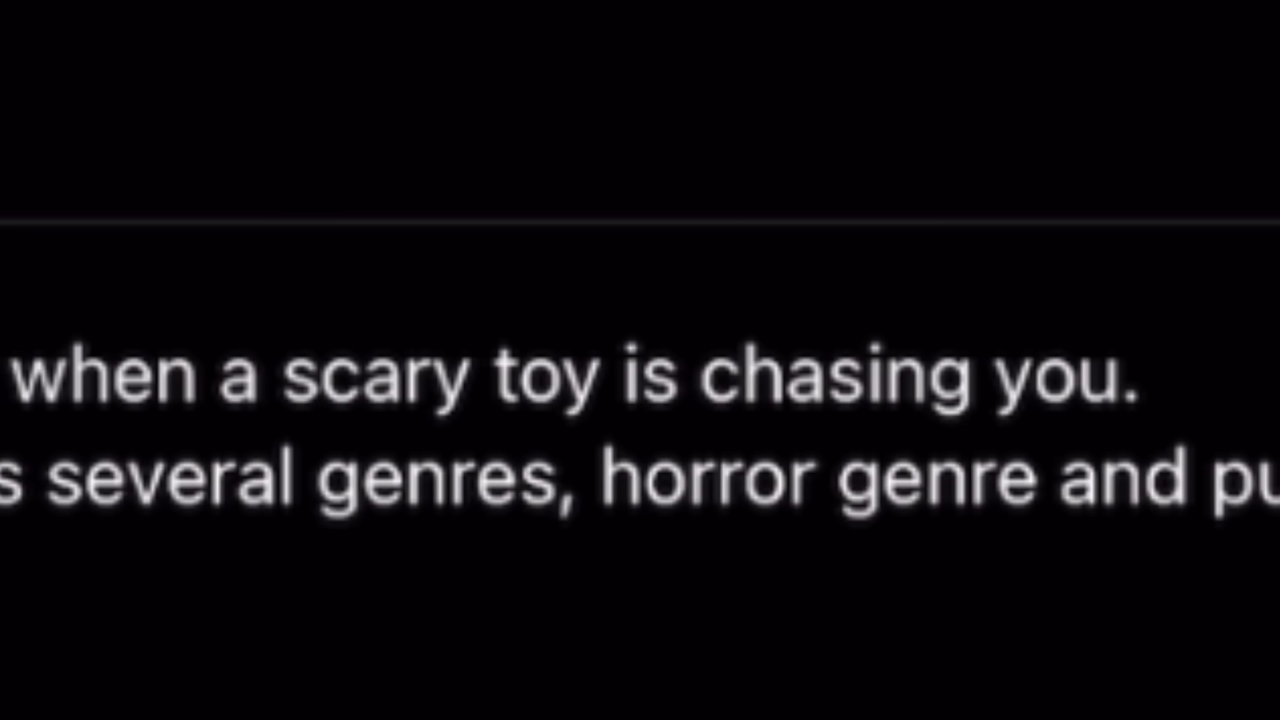 when a scary toy is chasing you.
several genres, horror genre and